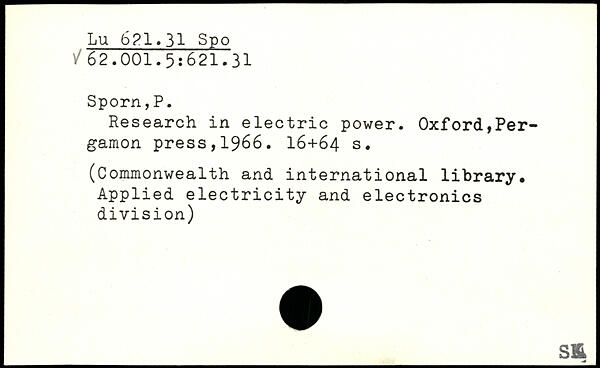 Lu 621.31 Spo
√ 62.001.5:621.31
Sporn,P.
Research in electric power. Oxford,Per-
gamon press,1966. 16+64 s.
(Commonwealth and international library.
Applied electricity and electronics
division)